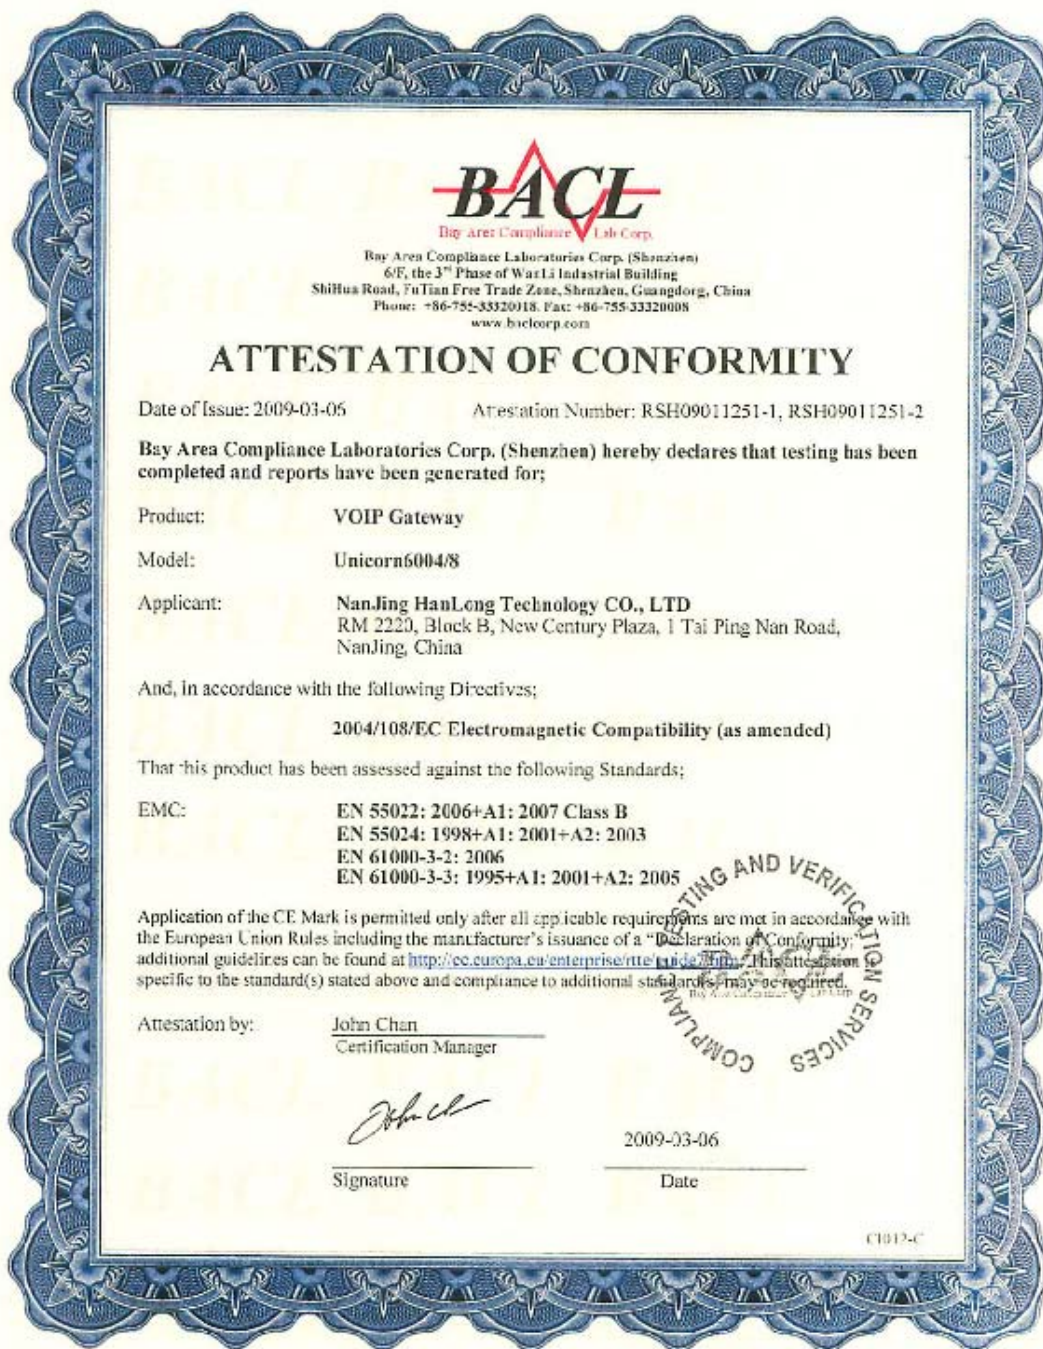 BACL
Bay Area Compliance Lab Corp.
Bay Area Compliance Laboratories Corp. (Shenzhen)
6/F, the 3rd Phase of WanLi Industrial Building
ShiHua Road, FuTian Free Trade Zone, Shenzhen, Guangdong, China
Phone: +86-755-33320018. Fax: +86-755-33320008
www.baclcorp.com
ATTESTATION OF CONFORMITY
Date of Issue: 2009-03-06 Attestation Number: RSH09011251-1, RSH09011251-2
Bay Area Compliance Laboratories Corp. (Shenzhen) hereby declares that testing has been
completed and reports have been generated for;
Product: VOIP Gateway
Model: Unicorn6004/8
Applicant: NanJing HanLong Technology CO., LTD
RM 2220, Block B, New Century Plaza, 1 Tai Ping Nan Road,
NanJing, China
And, in accordance with the following Directives;
2004/108/EC Electromagnetic Compatibility (as amended)
That this product has been assessed against the following Standards;
EMC: EN 55022: 2006+A1: 2007 Class B
EN 55024: 1998+A1: 2001+A2: 2003
EN 61000-3-2: 2006
EN 61000-3-3: 1995+A1: 2001+A2: 2005
Application of the CE Mark is permitted only after all applicable requirements are met in accordance with
the European Union Rules including the manufacturer's issuance of a "Declaration of Conformity;
additional guidelines can be found at http://ec.europa.eu/enterprise/rtte/ This attestation is
specific to the standard(s) stated above and compliance to additional standard(s) may be required.
COMPLIANCE TESTING AND VERIFICATION SERVICES
Attestation by: John Chan
Certification Manager
2009-03-06
Signature Date